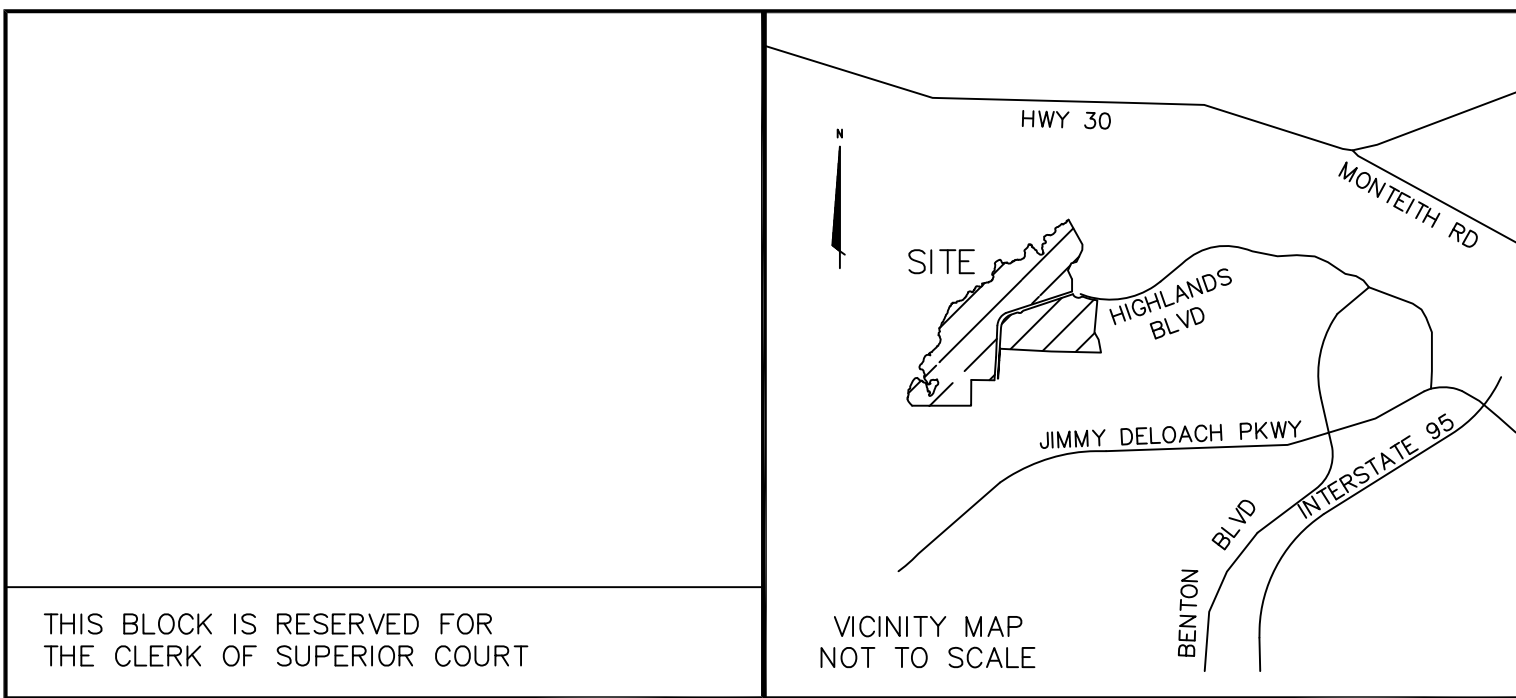 THIS BLOCK IS RESERVED FOR
THE CLERK OF SUPERIOR COURT
N
HWY 30
MONTEITH RD
SITE
HIGHLANDS
BLVD
JIMMY DELOACH PKWY
INTERSTATE 95
BENTON BLVD
VICINITY MAP
NOT TO SCALE